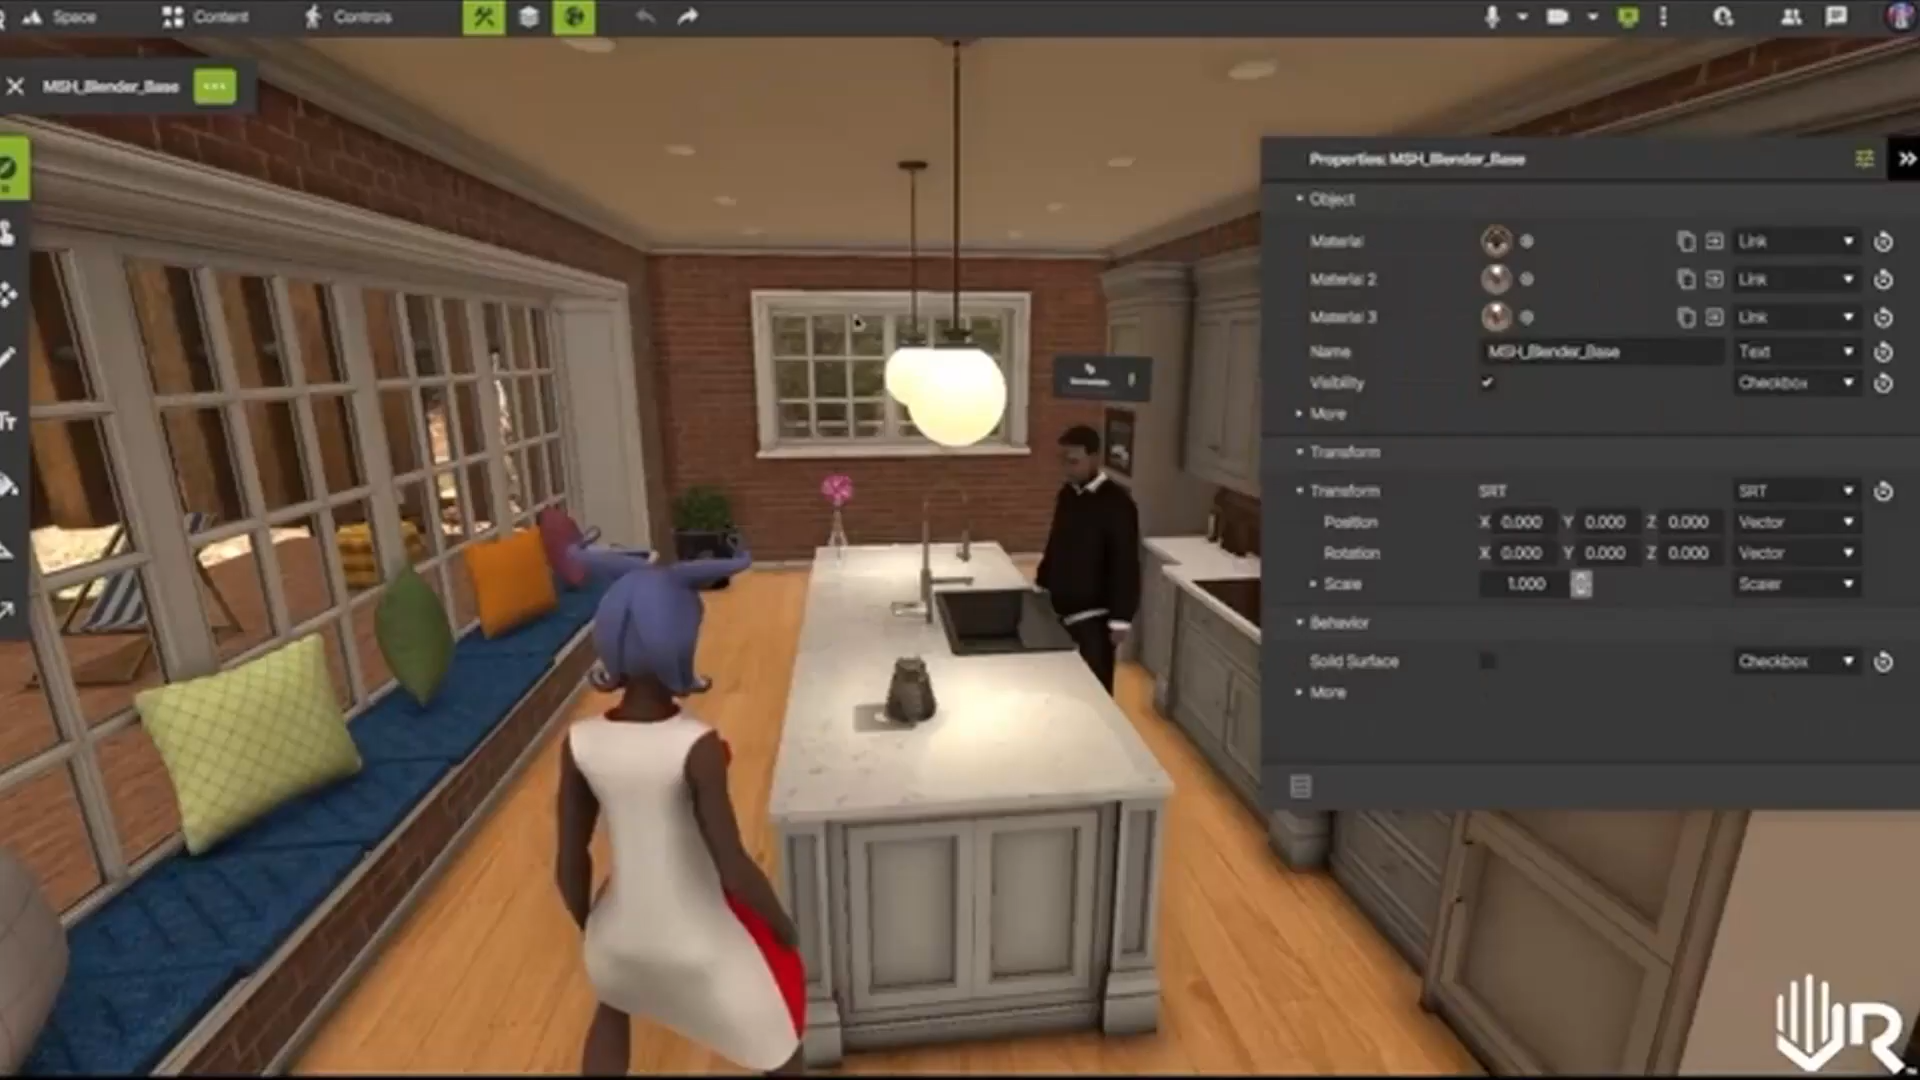 Space
Content
Controls
MSH_Blender_Base
Properties: MSH_Blender_Base
Object
Material
Link
Material 2
Link
Material 3
Link
Name MSH_Blender_Base Text
Visibility Checkbox
More
Transform
Transform SRT SRT
Position X 0.000 Y 0.000 Z 0.000 Vector
Rotation X 0.000 Y 0.000 Z 0.000 Vector
Scale 1.000 Scaler
Behavior
Solid Surface Checkbox
More